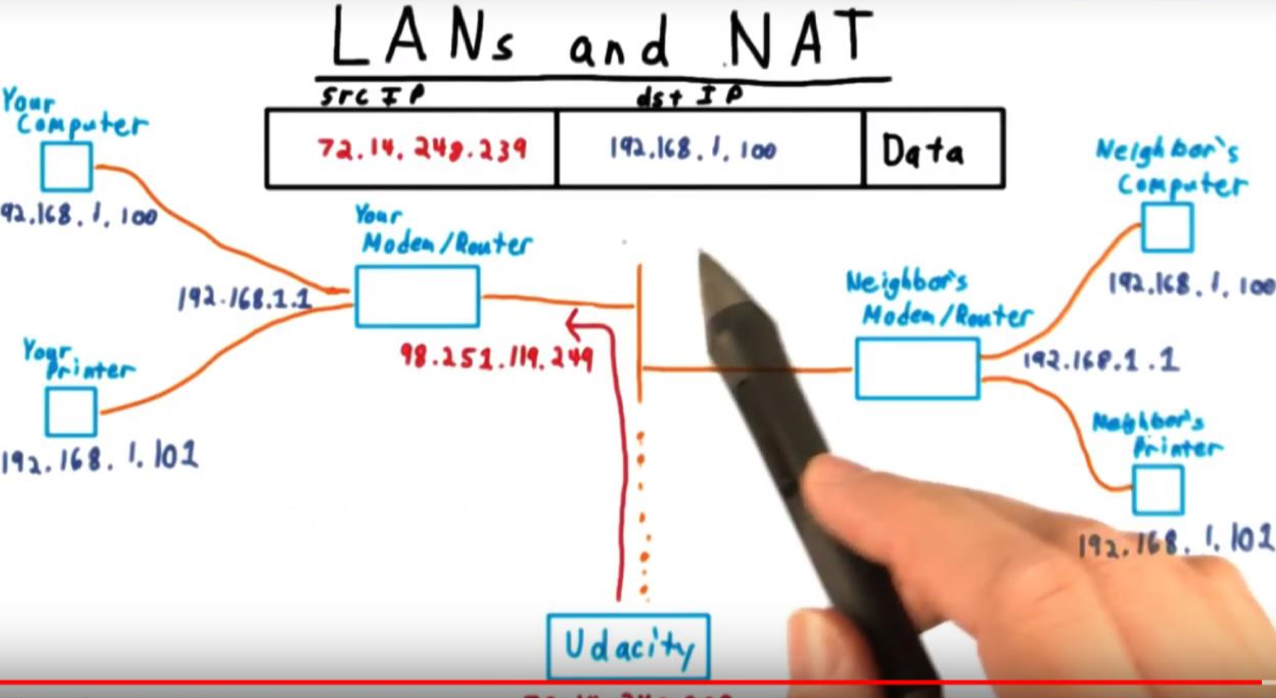 LANs and NAT
src IP
dst IP
72.14.248.239
192.168.1.100
Data
Your
Computer
92.168.1.100
Your
Modem/Router
192.168.1.1
98.251.119.249
Your
Printer
192.168.1.101
Neighbor's
Computer
192.168.1.100
Neighbor's
Modem/Router
192.168.1.1
Neighbor's
Printer
192.168.1.101
Udacity